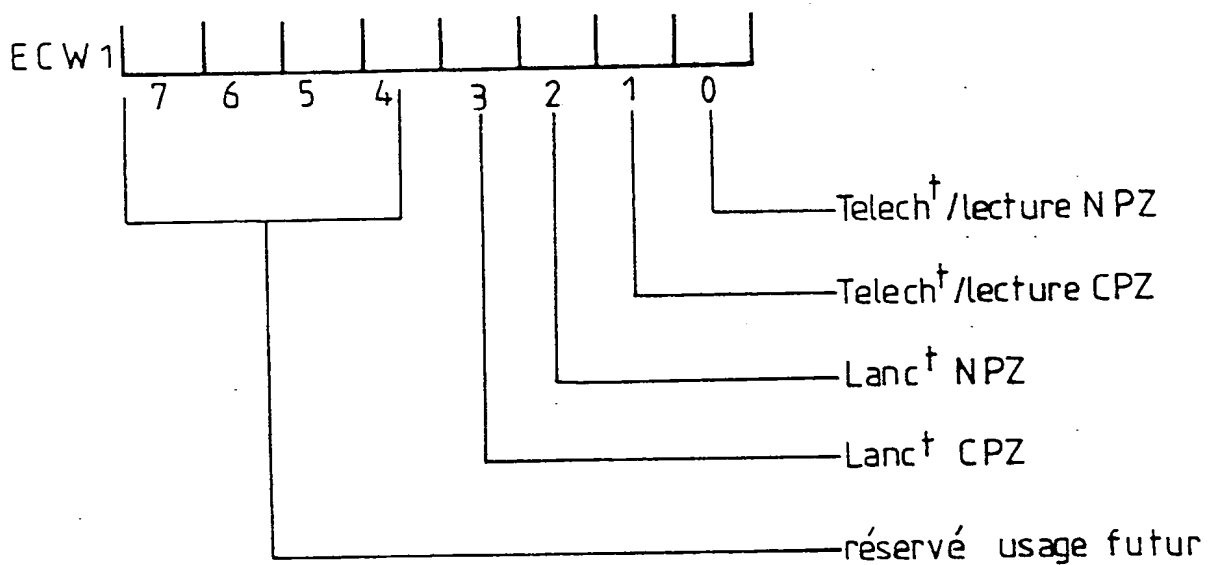 ECW1
7 6 5 4 3 2 1 0
Telech†/lecture NPZ
Telech†/lecture CPZ
Lanc† NPZ
Lanc† CPZ
réservé usage futur